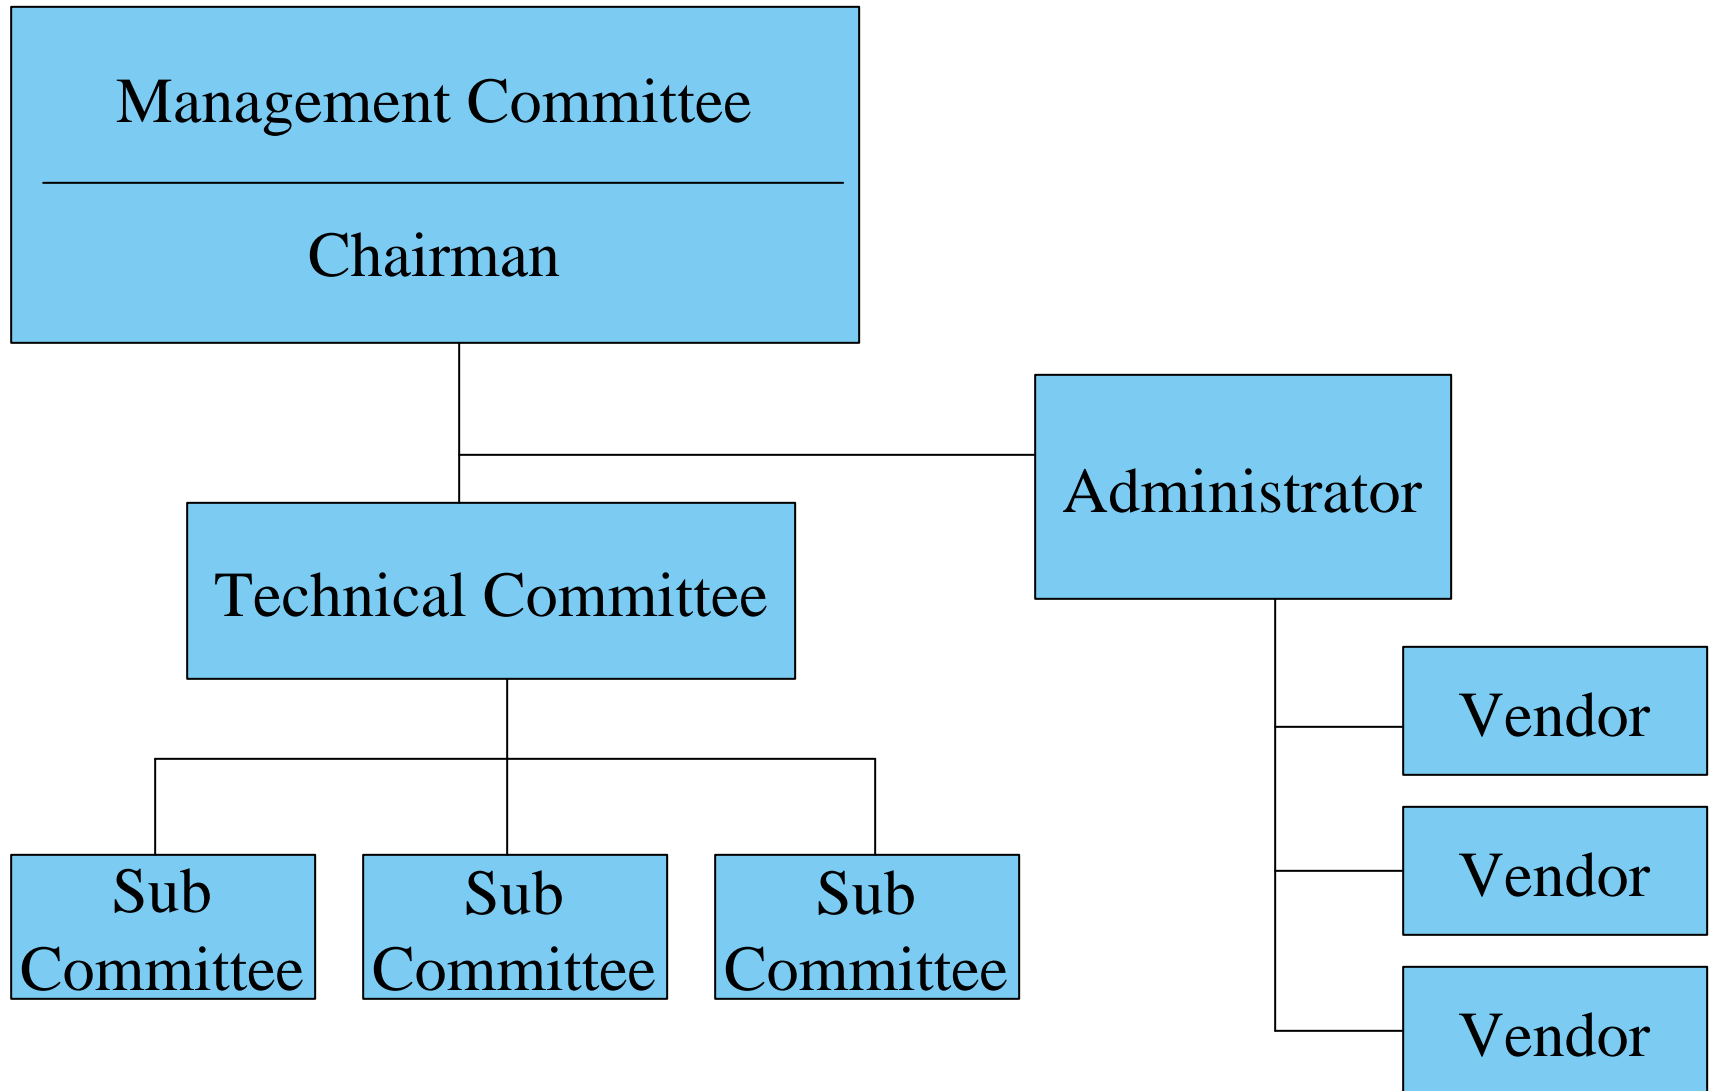 Management Committee
Chairman
Administrator
Technical Committee
Vendor
Vendor
Vendor
Sub
Committee
Sub
Committee
Sub
Committee